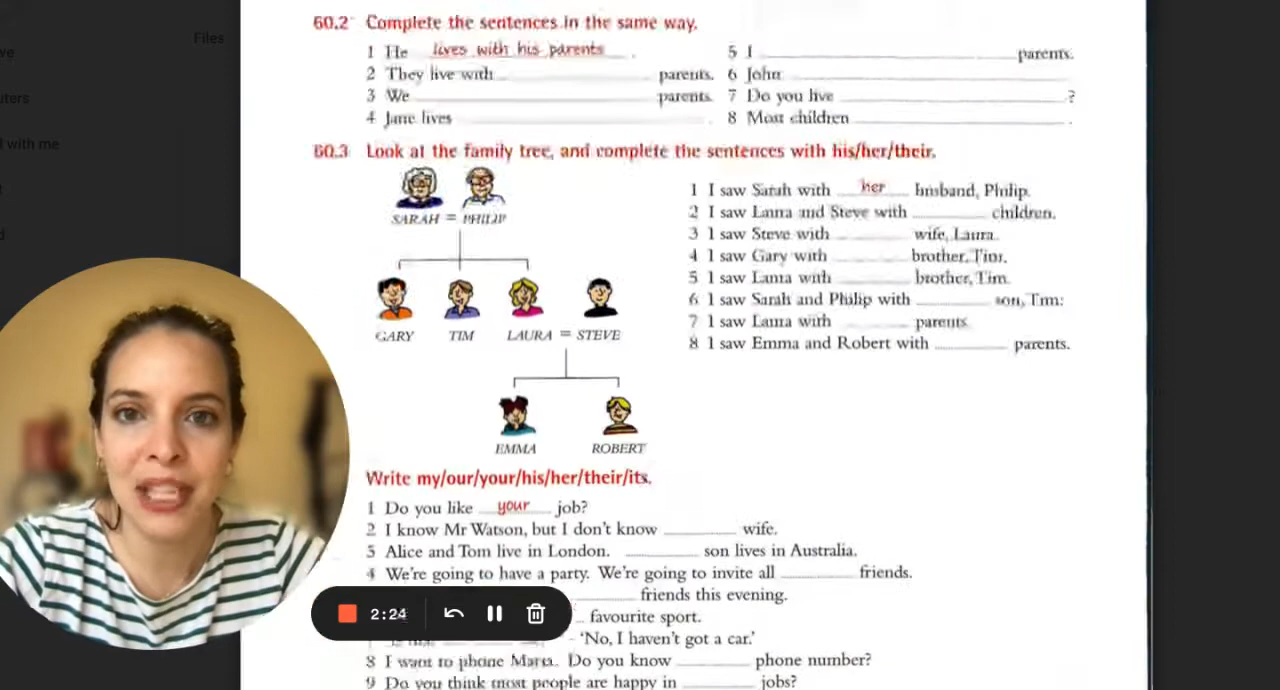 Files
ve
uters
l with me
d
60.2 Complete the sentences in the same way.
1 He lives with his parents .
2 They live with parents.
3 We parents.
4 Jane lives .
5 I parents.
6 John
7 Do you live ?
8 Most children .
60.3 Look at the family tree, and complete the sentences with his/her/their.
SARAH = PHILIP
GARY TIM LAURA = STEVE
EMMA ROBERT
1 I saw Sarah with her husband, Philip.
2 I saw Laura and Steve with children.
3 I saw Steve with wife, Laura.
4 I saw Gary with brother, Tim.
5 I saw Laura with brother, Tim.
6 I saw Sarah and Philip with son, Tim.
7 I saw Laura with parents.
8 I saw Emma and Robert with parents.
Write my/our/your/his/her/their/its.
1 Do you like your job?
2 I know Mr Watson, but I don't know wife.
3 Alice and Tom live in London. son lives in Australia.
4 We're going to have a party. We're going to invite all friends.
friends this evening.
favourite sport.
- 'No, I haven't got a car.'
8 I want to phone Maria. Do you know phone number?
9 Do you think most people are happy in jobs?
2:24